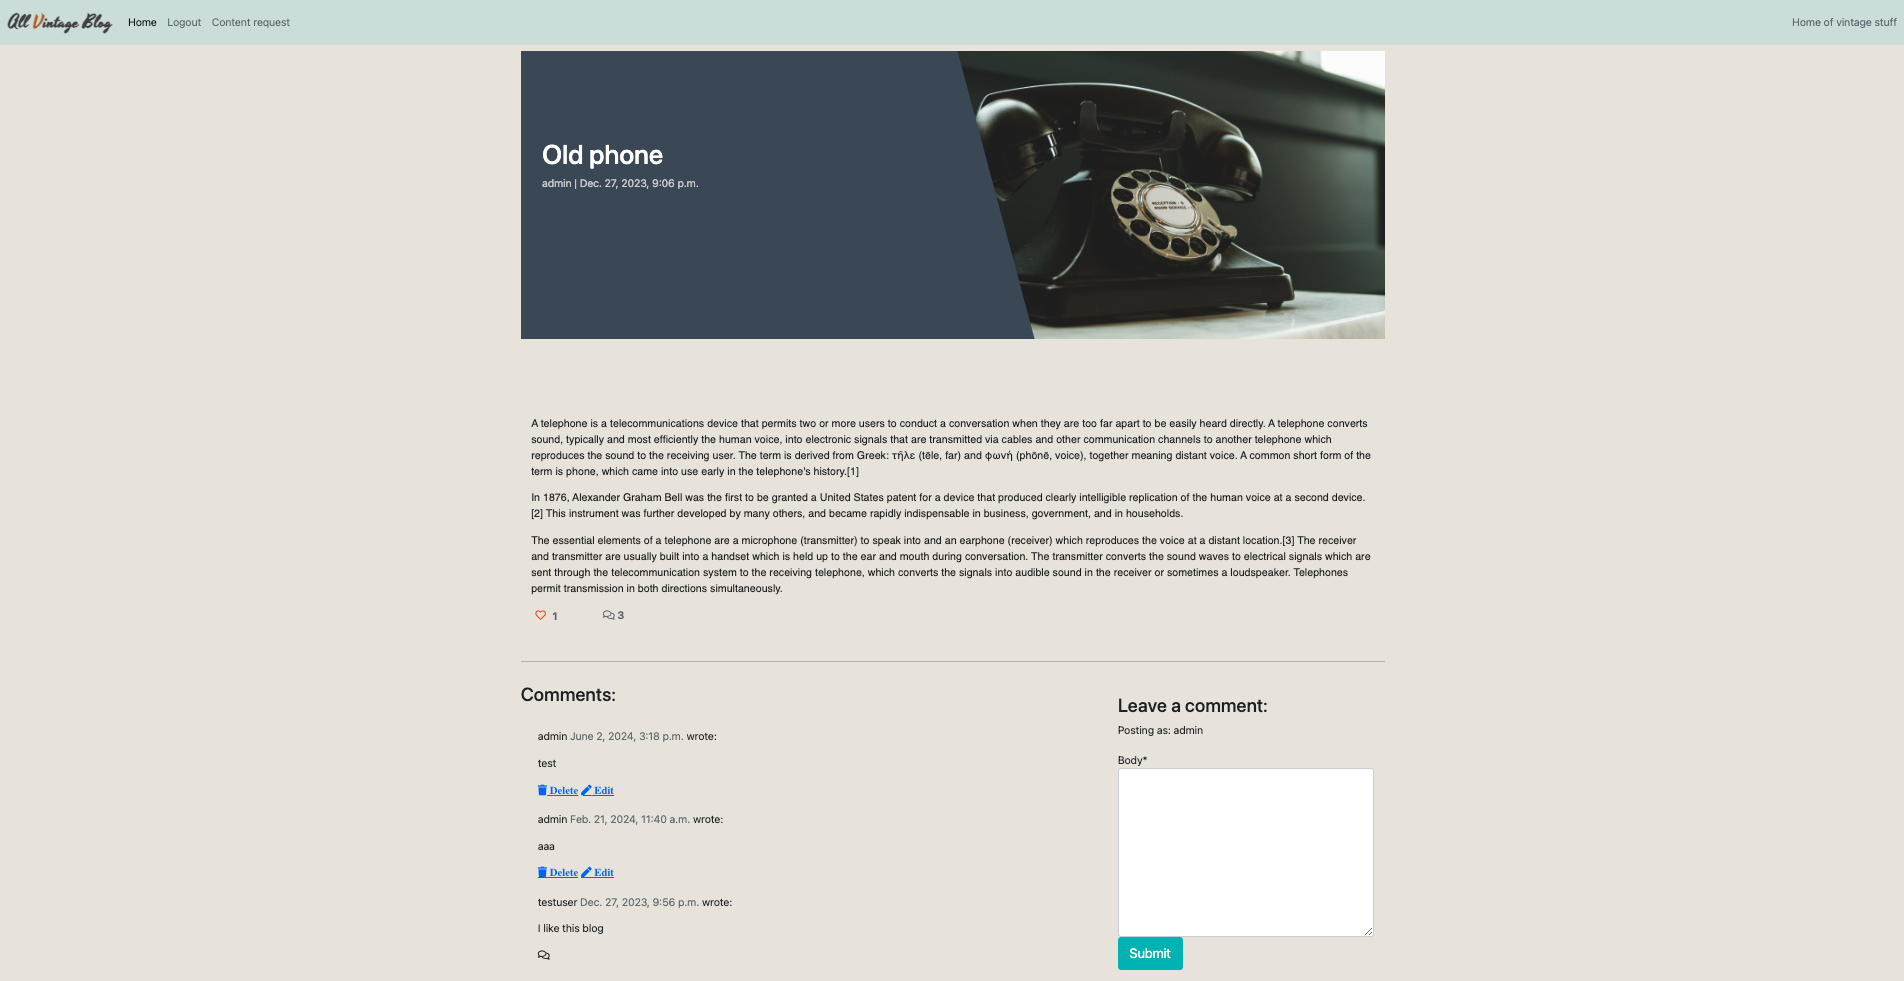 All Vintage Blog Home Logout Content request Home of vintage stuff
Old phone
admin | Dec. 27, 2023, 9:06 p.m.
RECEPTION - 0
ROOM SERVICE -
A telephone is a telecommunications device that permits two or more users to conduct a conversation when they are too far apart to be easily heard directly. A telephone converts
sound, typically and most efficiently the human voice, into electronic signals that are transmitted via cables and other communication channels to another telephone which
reproduces the sound to the receiving user. The term is derived from Greek: τῆλε (tēle, far) and φωνή (phōnē, voice), together meaning distant voice. A common short form of the
term is phone, which came into use early in the telephone's history.[1]
In 1876, Alexander Graham Bell was the first to be granted a United States patent for a device that produced clearly intelligible replication of the human voice at a second device.
[2] This instrument was further developed by many others, and became rapidly indispensable in business, government, and in households.
The essential elements of a telephone are a microphone (transmitter) to speak into and an earphone (receiver) which reproduces the voice at a distant location.[3] The receiver
and transmitter are usually built into a handset which is held up to the ear and mouth during conversation. The transmitter converts the sound waves to electrical signals which are
sent through the telecommunication system to the receiving telephone, which converts the signals into audible sound in the receiver or sometimes a loudspeaker. Telephones
permit transmission in both directions simultaneously.
1 3
Comments:
admin June 2, 2024, 3:18 p.m. wrote:
test
Delete Edit
admin Feb. 21, 2024, 11:40 a.m. wrote:
aaa
Delete Edit
testuser Dec. 27, 2023, 9:56 p.m. wrote:
I like this blog
Leave a comment:
Posting as: admin
Body*
Submit